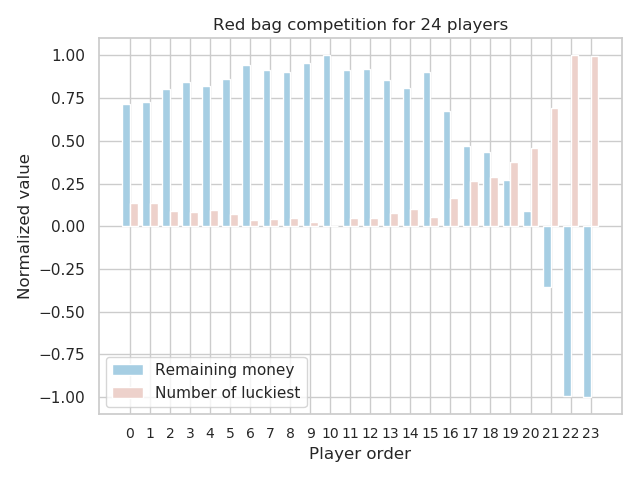 Red bag competition for 24 players
1.00
0.75
0.50
0.25
0.00
−0.25
−0.50
−0.75
−1.00
Normalized value
Remaining money
Number of luckiest
0 1 2 3 4 5 6 7 8 9 10 11 12 13 14 15 16 17 18 19 20 21 22 23
Player order